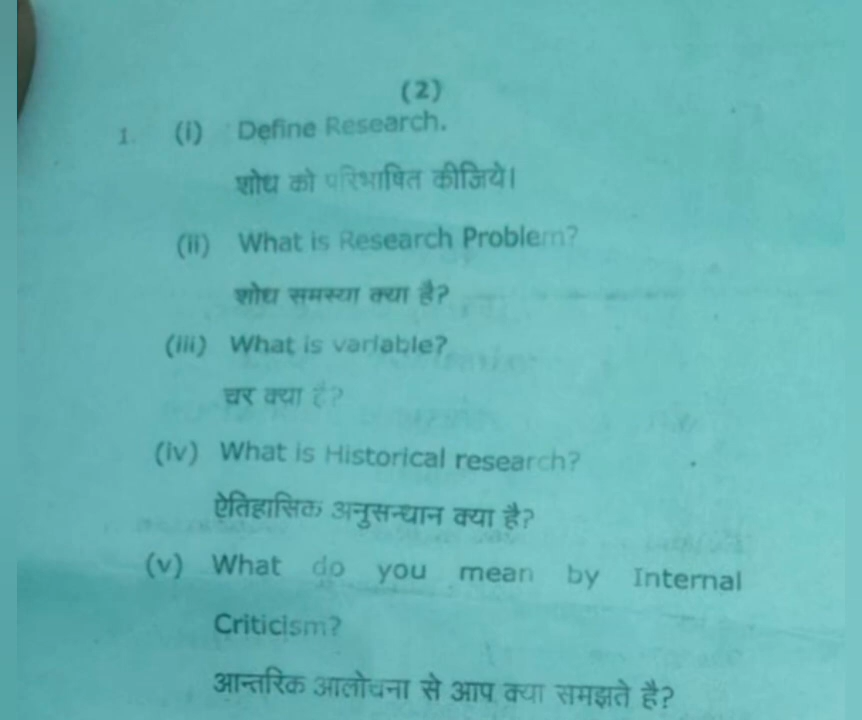 (2)
1. (i) Define Research.
शोध को परिभाषित कीजिये।
(ii) What is Research Problem?
शोध समस्या क्या है?
(iii) What is variable?
चर क्या है?
(iv) What is Historical research?
ऐतिहासिक अनुसन्धान क्या है?
(v) What do you mean by Internal
Criticism?
आन्तरिक आलोचना से आप क्या समझते है?